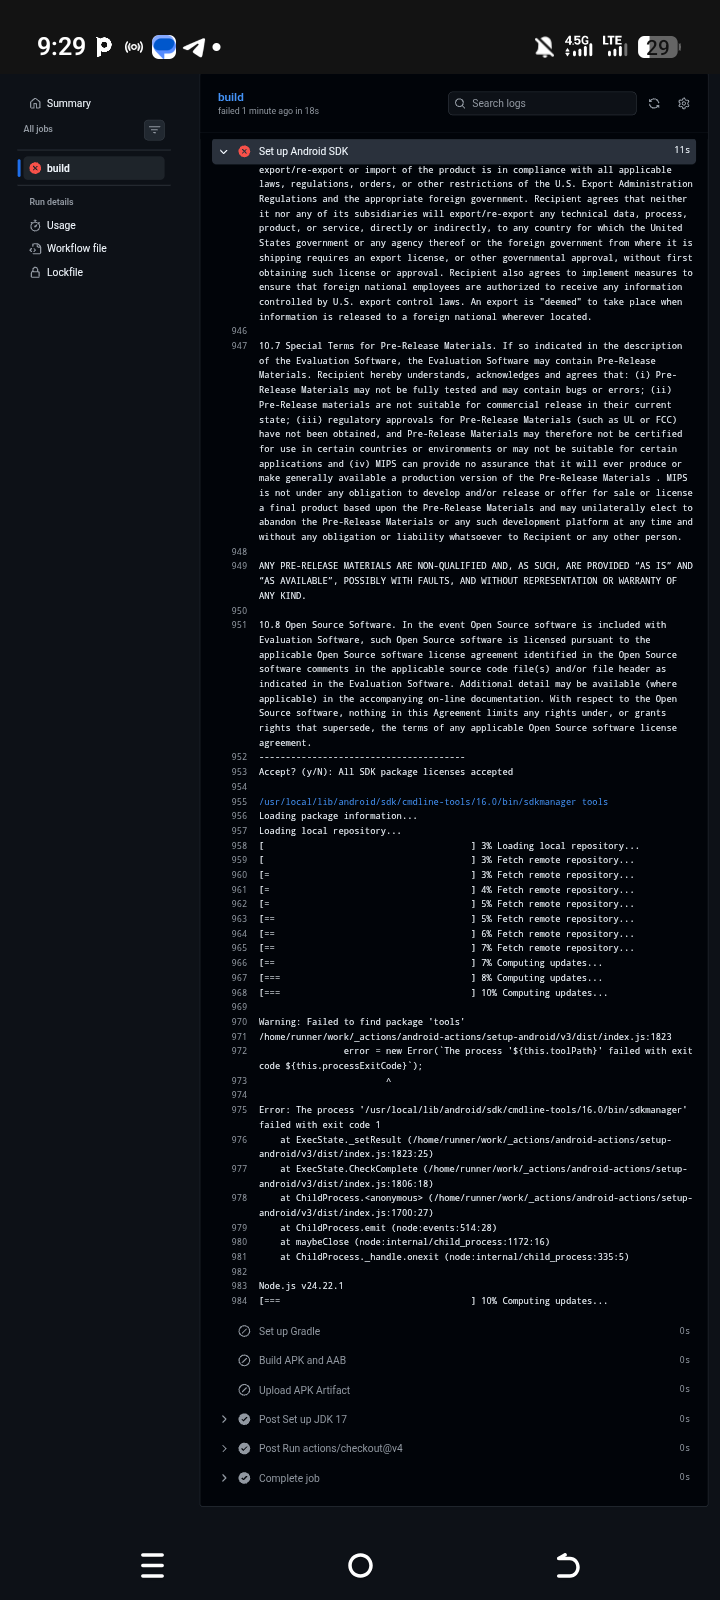 9:29
4.5G
LTE
29
Summary
All jobs
build
Run details
Usage
Workflow file
Lockfile
build
failed 1 minute ago in 18s
Search logs
Set up Android SDK 11s
export/re-export or import of the product is in compliance with all applicable
laws, regulations, orders, or other restrictions of the U.S. Export Administration
Regulations and the appropriate foreign government. Recipient agrees that neither
it nor any of its subsidiaries will export/re-export any technical data, process,
product, or service, directly or indirectly, to any country for which the United
States government or any agency thereof or the foreign government from where it is
shipping requires an export license, or other governmental approval, without first
obtaining such license or approval. Recipient also agrees to implement measures to
ensure that foreign national employees are authorized to receive any information
controlled by U.S. export control laws. An export is "deemed" to take place when
information is released to a foreign national wherever located.
946
947 10.7 Special Terms for Pre-Release Materials. If so indicated in the description
of the Evaluation Software, the Evaluation Software may contain Pre-Release
Materials. Recipient hereby understands, acknowledges and agrees that: (i) Pre-
Release Materials may not be fully tested and may contain bugs or errors; (ii)
Pre-Release materials are not suitable for commercial release in their current
state; (iii) regulatory approvals for Pre-Release Materials (such as UL or FCC)
have not been obtained, and Pre-Release Materials may therefore not be certified
for use in certain countries or environments or may not be suitable for certain
applications and (iv) MIPS can provide no assurance that it will ever produce or
make generally available a production version of the Pre-Release Materials . MIPS
is not under any obligation to develop and/or release or offer for sale or license
a final product based upon the Pre-Release Materials and may unilaterally elect to
abandon the Pre-Release Materials or any such development platform at any time and
without any obligation or liability whatsoever to Recipient or any other person.
948
949 ANY PRE-RELEASE MATERIALS ARE NON-QUALIFIED AND, AS SUCH, ARE PROVIDED “AS IS” AND
“AS AVAILABLE”, POSSIBLY WITH FAULTS, AND WITHOUT REPRESENTATION OR WARRANTY OF
ANY KIND.
950
951 10.8 Open Source Software. In the event Open Source software is included with
Evaluation Software, such Open Source software is licensed pursuant to the
applicable Open Source software license agreement identified in the Open Source
software comments in the applicable source code file(s) and/or file header as
indicated in the Evaluation Software. Additional detail may be available (where
applicable) in the accompanying on-line documentation. With respect to the Open
Source software, nothing in this Agreement limits any rights under, or grants
rights that supersede, the terms of any applicable Open Source software license
agreement.
952 ---------------------------------------
953 Accept? (y/N): All SDK package licenses accepted
954
955 /usr/local/lib/android/sdk/cmdline-tools/16.0/bin/sdkmanager tools
956 Loading package information...
957 Loading local repository...
958 [                                       ] 3% Loading local repository...
959 [                                       ] 3% Fetch remote repository...
960 [=                                      ] 3% Fetch remote repository...
961 [=                                      ] 4% Fetch remote repository...
962 [=                                      ] 5% Fetch remote repository...
963 [==                                     ] 5% Fetch remote repository...
964 [==                                     ] 6% Fetch remote repository...
965 [==                                     ] 7% Fetch remote repository...
966 [==                                     ] 7% Computing updates...
967 [===                                    ] 8% Computing updates...
968 [===                                    ] 10% Computing updates...
969
970 Warning: Failed to find package 'tools'
971 /home/runner/work/_actions/android-actions/setup-android/v3/dist/index.js:1823
972 error = new Error(`The process '${this.toolPath}' failed with exit
code ${this.processExitCode}`);
973 ^
974
975 Error: The process '/usr/local/lib/android/sdk/cmdline-tools/16.0/bin/sdkmanager'
failed with exit code 1
976 at ExecState._setResult (/home/runner/work/_actions/android-actions/setup-
android/v3/dist/index.js:1823:25)
977 at ExecState.CheckComplete (/home/runner/work/_actions/android-actions/setup-
android/v3/dist/index.js:1806:18)
978 at ChildProcess.<anonymous> (/home/runner/work/_actions/android-actions/setup-
android/v3/dist/index.js:1700:27)
979 at ChildProcess.emit (node:events:514:28)
980 at maybeClose (node:internal/child_process:1172:16)
981 at ChildProcess._handle.onexit (node:internal/child_process:335:5)
982
983 Node.js v24.22.1
984 [===                                    ] 10% Computing updates...
Set up Gradle 0s
Build APK and AAB 0s
Upload APK Artifact 0s
Post Set up JDK 17 0s
Post Run actions/checkout@v4 0s
Complete job 0s